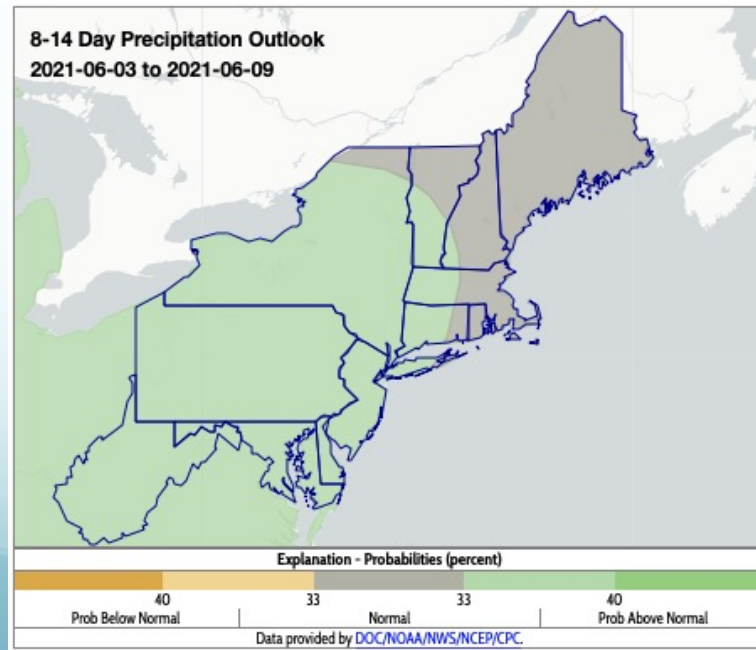 8-14 Day Precipitation Outlook
2021-06-03 to 2021-06-09
Explanation - Probabilities (percent)
40 33 33 40
Prob Below Normal Normal Prob Above Normal
Data provided by DOC/NOAA/NWS/NCEP/CPC.